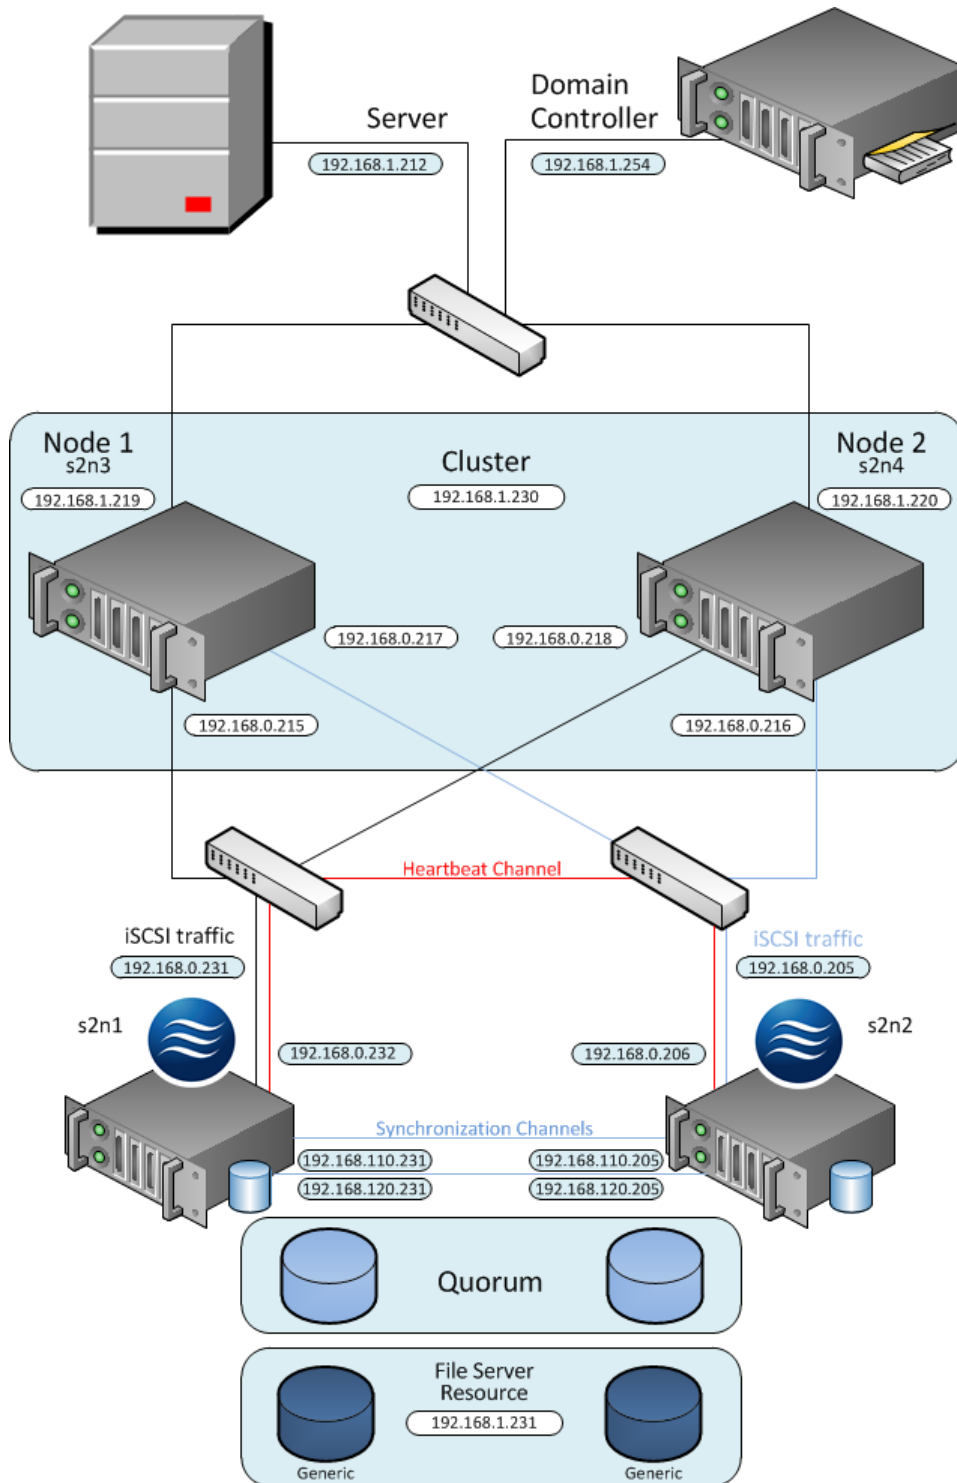 Server
192.168.1.212
Domain
Controller
192.168.1.254
Node 1
s2n3
192.168.1.219
Cluster
192.168.1.230
Node 2
s2n4
192.168.1.220
192.168.0.217
192.168.0.218
192.168.0.215
192.168.0.216
Heartbeat Channel
iSCSI traffic
192.168.0.231
iSCSI traffic
192.168.0.205
s2n1
s2n2
192.168.0.232
192.168.0.206
Synchronization Channels
192.168.110.231
192.168.110.205
192.168.120.231
192.168.120.205
Quorum
File Server
Resource
192.168.1.231
Generic
Generic